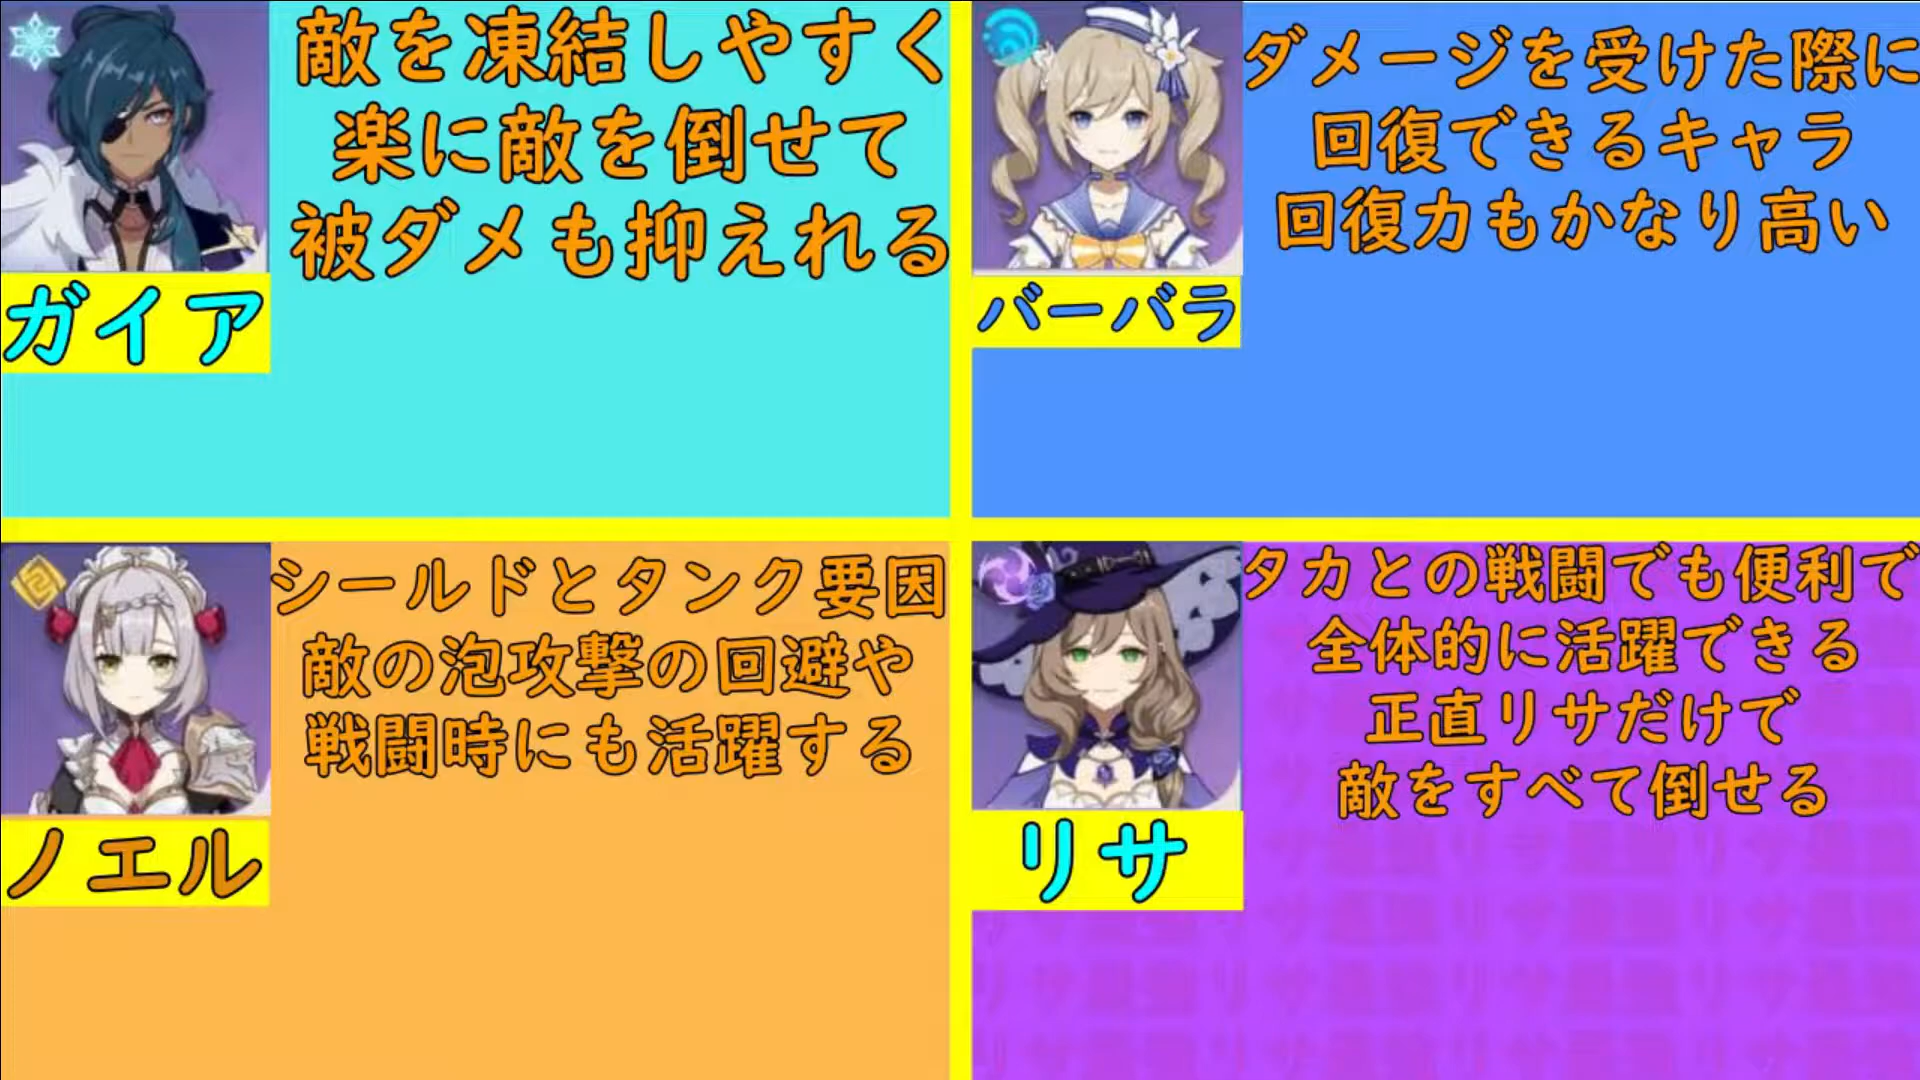 敵を凍結しやすく
楽に敵を倒せて
被ダメも抑えれる
ガイア
ダメージを受けた際に
回復できるキャラ
回復力もかなり高い
バーバラ
シールドとタンク要因
敵の泡攻撃の回避や
戦闘時にも活躍する
ノエル
タカとの戦闘でも便利で
全体的に活躍できる
正直リサだけで
敵をすべて倒せる
リサ